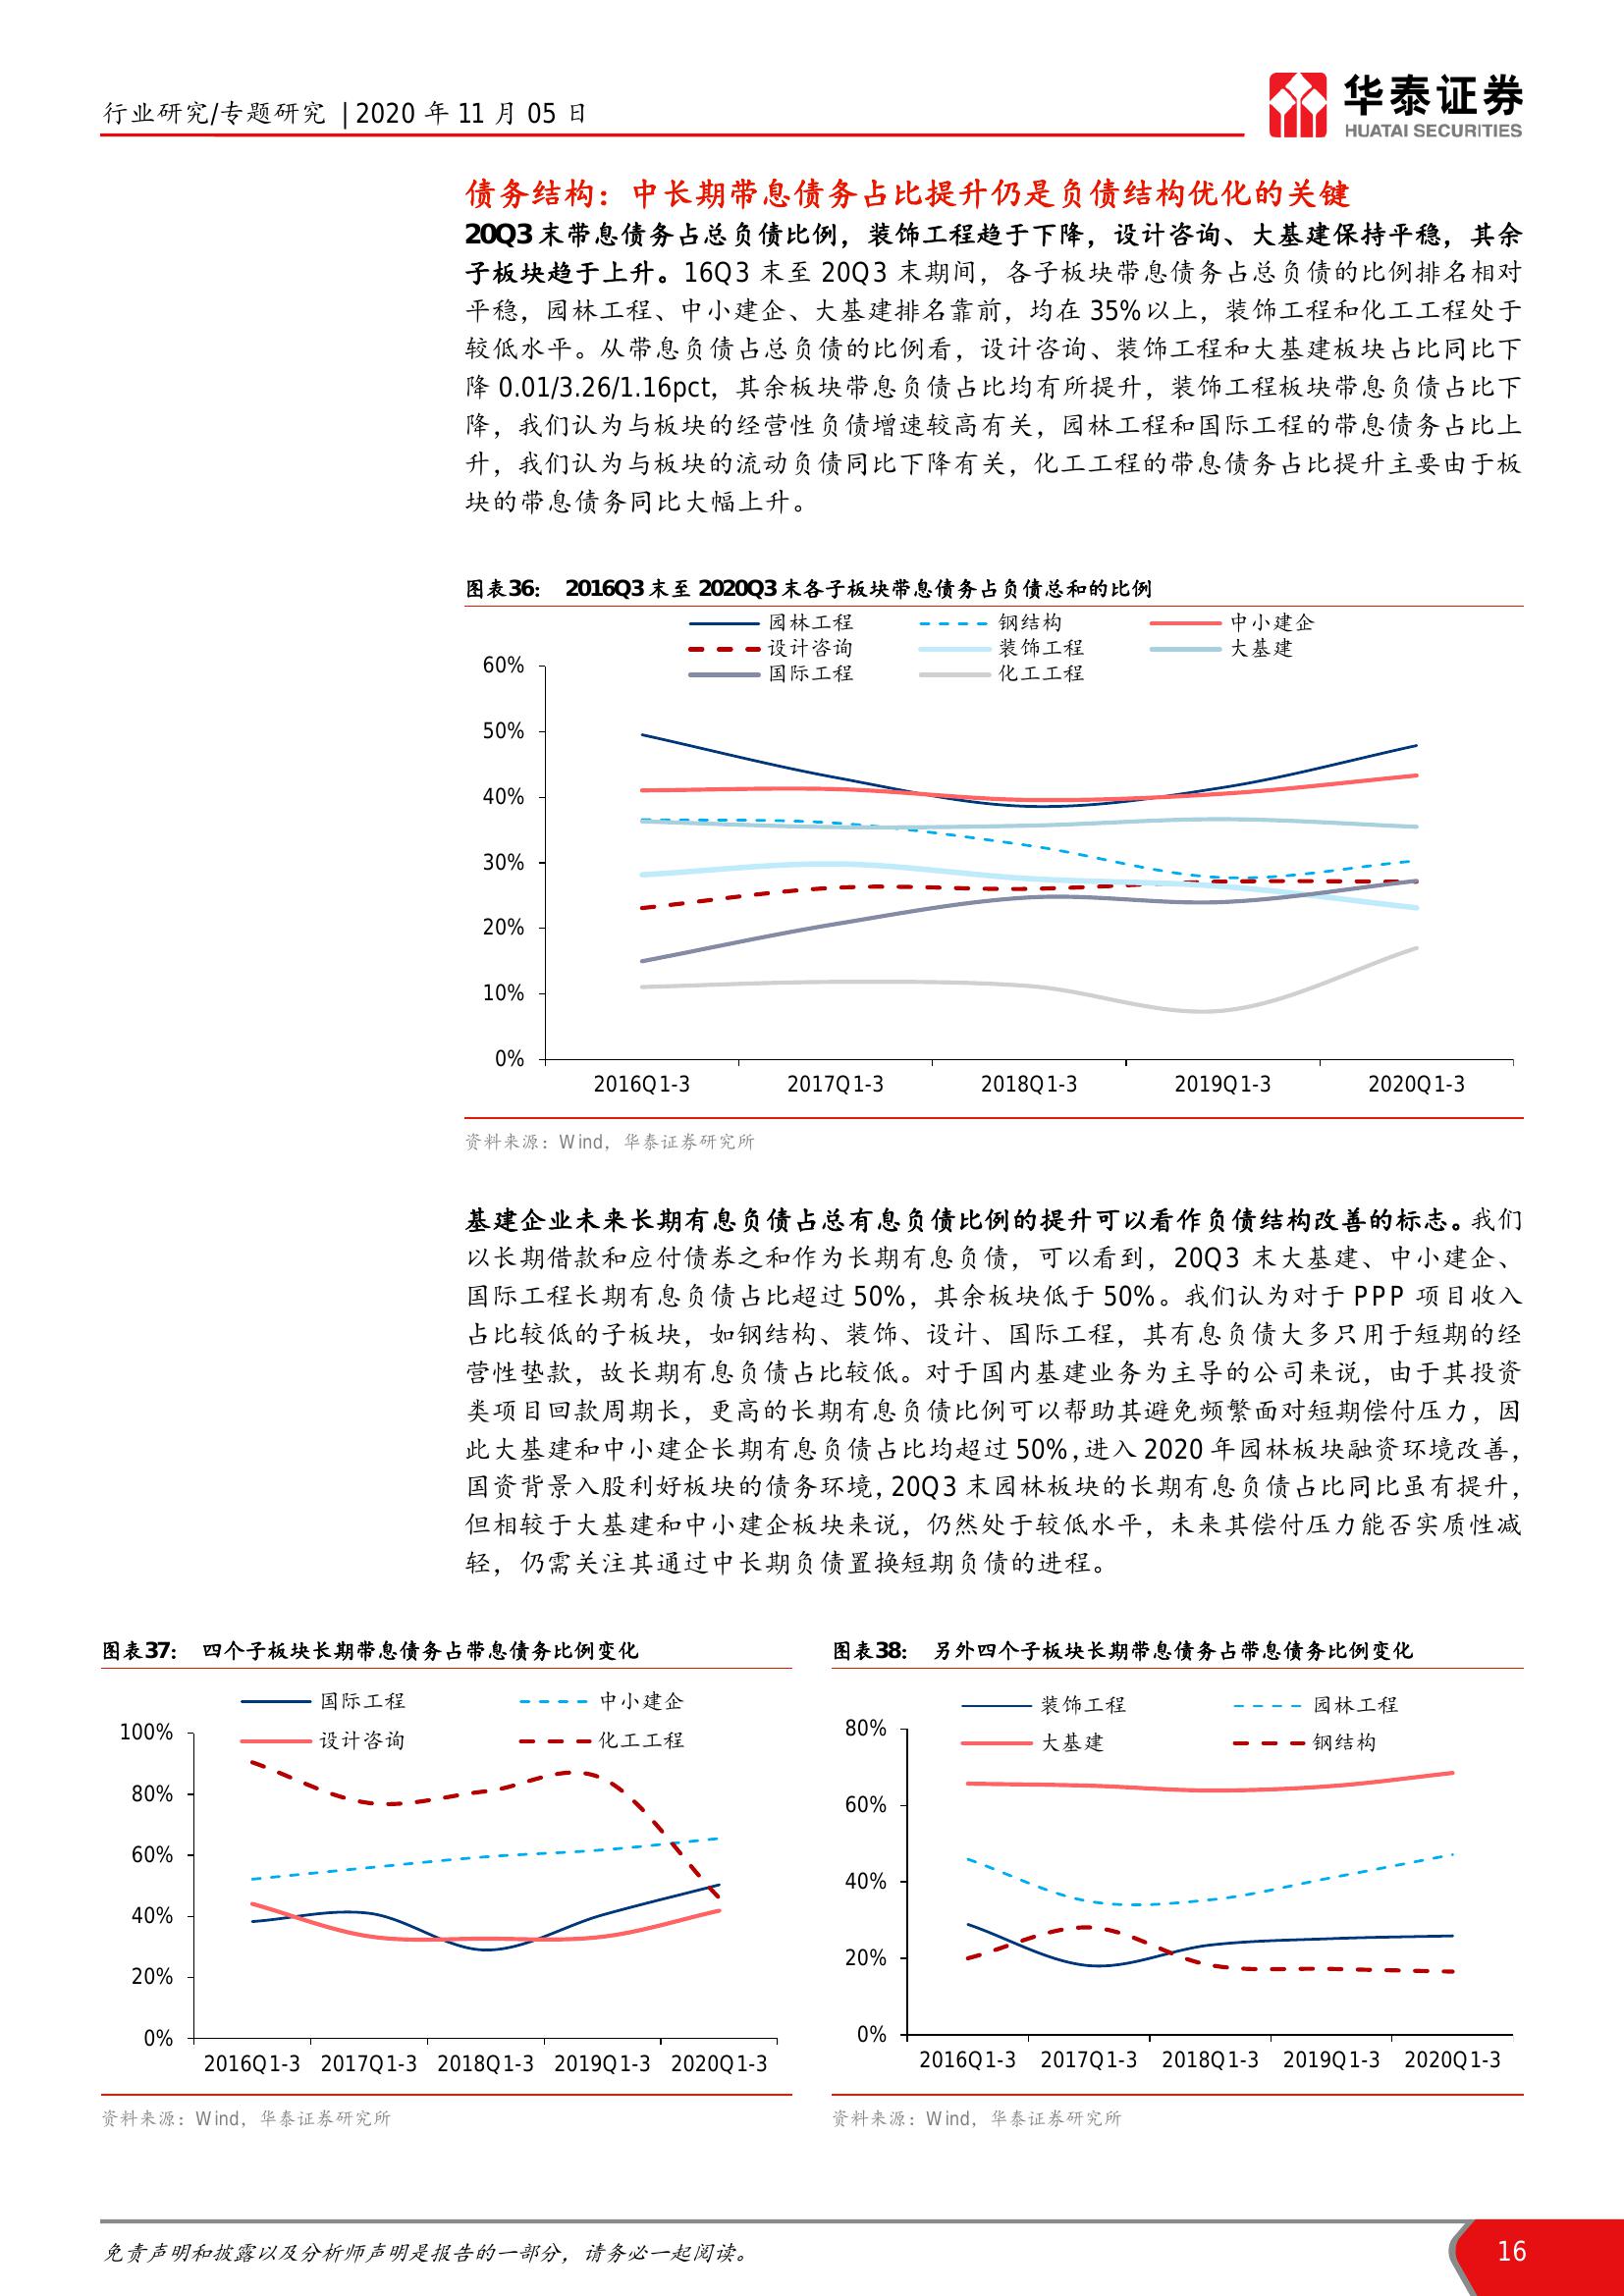 行业研究/专题研究 | 2020 年 11 月 05 日
华泰证券
HUATAI SECURITIES
债务结构：中长期带息债务占比提升仍是负债结构优化的关键
20Q3 末带息债务占总负债比例，装饰工程趋于下降，设计咨询、大基建保持平稳，其余
子板块趋于上升。16Q3 末至 20Q3 末期间，各子板块带息债务占总负债的比例排名相对
平稳，园林工程、中小建企、大基建排名靠前，均在 35%以上，装饰工程和化工工程处于
较低水平。从带息负债占总负债的比例看，设计咨询、装饰工程和大基建板块占比同比下
降 0.01/3.26/1.16pct，其余板块带息负债占比均有所提升，装饰工程板块带息负债占比下
降，我们认为与板块的经营性负债增速较高有关，园林工程和国际工程的带息债务占比上
升，我们认为与板块的流动负债同比下降有关，化工工程的带息债务占比提升主要由于板
块的带息债务同比大幅上升。
图表36： 2016Q3 末至 2020Q3 末各子板块带息债务占负债总和的比例
园林工程 钢结构 中小建企
设计咨询 装饰工程 大基建
国际工程 化工工程
60%
50%
40%
30%
20%
10%
0%
2016Q1-3 2017Q1-3 2018Q1-3 2019Q1-3 2020Q1-3
资料来源：Wind，华泰证券研究所
基建企业未来长期有息负债占总有息负债比例的提升可以看作负债结构改善的标志。我们
以长期借款和应付债券之和作为长期有息负债，可以看到，20Q3 末大基建、中小建企、
国际工程长期有息负债占比超过 50%，其余板块低于 50%。我们认为对于 PPP 项目收入
占比较低的子板块，如钢结构、装饰、设计、国际工程，其有息负债大多只用于短期的经
营性垫款，故长期有息负债占比较低。对于国内基建业务为主导的公司来说，由于其投资
类项目回款周期长，更高的长期有息负债比例可以帮助其避免频繁面对短期偿付压力，因
此大基建和中小建企长期有息负债占比均超过 50%，进入 2020 年园林板块融资环境改善，
国资背景入股利好板块的债务环境，20Q3 末园林板块的长期有息负债占比同比虽有提升，
但相较于大基建和中小建企板块来说，仍然处于较低水平，未来其偿付压力能否实质性减
轻，仍需关注其通过中长期负债置换短期负债的进程。
图表37： 四个子板块长期带息债务占带息债务比例变化
国际工程 中小建企
设计咨询 化工工程
100%
80%
60%
40%
20%
0%
2016Q1-3 2017Q1-3 2018Q1-3 2019Q1-3 2020Q1-3
资料来源：Wind，华泰证券研究所
图表38： 另外四个子板块长期带息债务占带息债务比例变化
装饰工程 园林工程
大基建 钢结构
80%
60%
40%
20%
0%
2016Q1-3 2017Q1-3 2018Q1-3 2019Q1-3 2020Q1-3
资料来源：Wind，华泰证券研究所
免责声明和披露以及分析师声明是报告的一部分，请务必一起阅读。
16